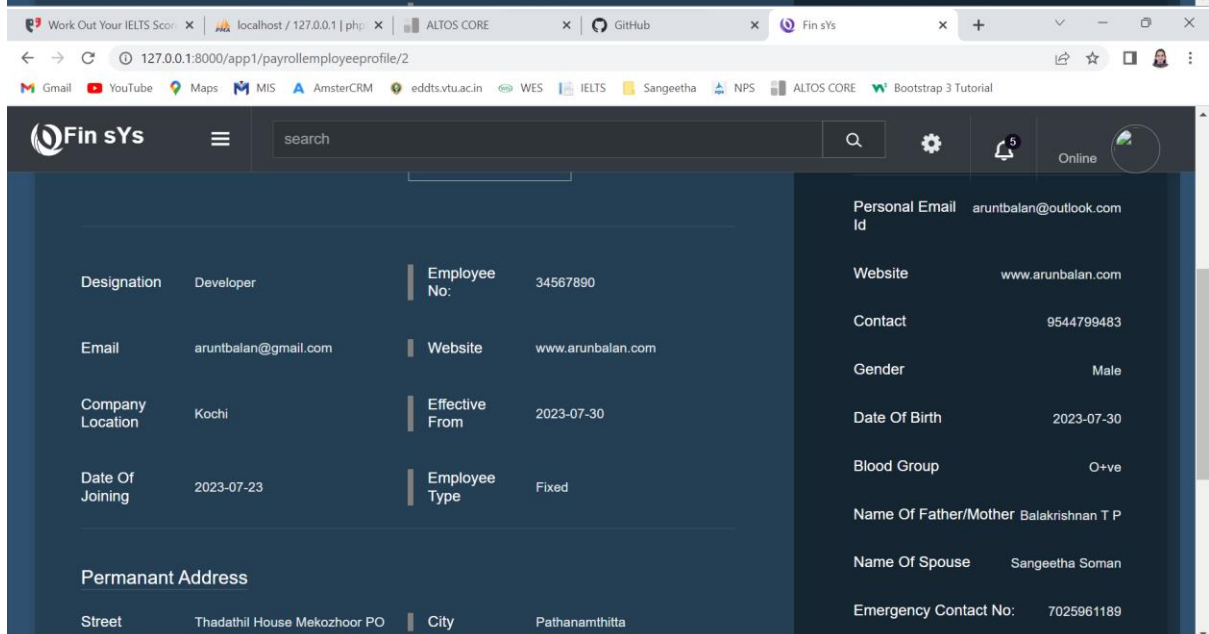 Work Out Your IELTS Scor
localhost / 127.0.0.1 | php
ALTOS CORE
GitHub
Fin sYs
127.0.0.1:8000/app1/payrollemployeeprofile/2
Gmail YouTube Maps MIS AmsterCRM eddts.vtu.ac.in WES IELTS Sangeetha NPS ALTOS CORE Bootstrap 3 Tutorial
Fin sYs
search
5
Online
Designation Developer Employee No: 34567890
Email aruntbalan@gmail.com Website www.arunbalan.com
Company Location Kochi Effective From 2023-07-30
Date Of Joining 2023-07-23 Employee Type Fixed
Permanant Address
Street Thadathil House Mekozhoor PO City Pathanamthitta
Personal Email Id aruntbalan@outlook.com
Website www.arunbalan.com
Contact 9544799483
Gender Male
Date Of Birth 2023-07-30
Blood Group O+ve
Name Of Father/Mother Balakrishnan T P
Name Of Spouse Sangeetha Soman
Emergency Contact No: 7025961189